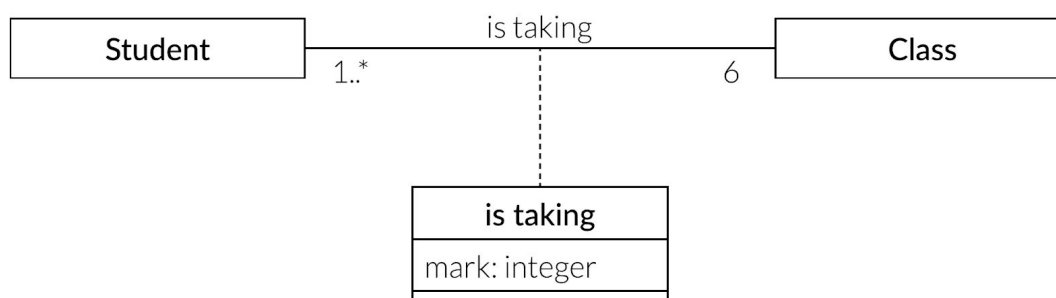 is taking
Student
Class
1..*
6
is taking
mark: integer